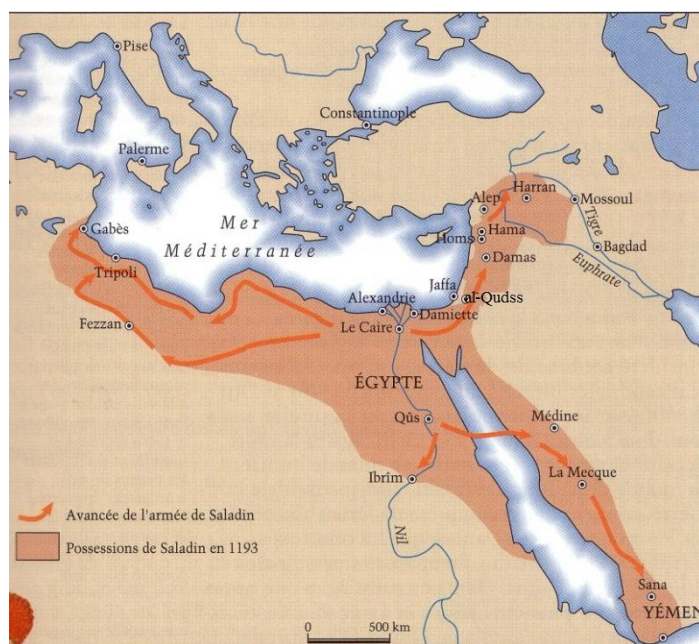 Pise
Constantinople
Palerme
Harran
Alep
Mossoul
Mer
Gabès
Hama
Tigre
Méditerranée
Homs
Bagdad
Tripoli
Damas
Euphrate
Jaffa
Alexandrie
al-Qudss
Damiette
Fezzan
Le Caire
ÉGYPTE
Qûs
Médine
Ibrîm
La Mecque
Avancée de l'armée de Saladin
Nil
Possessions de Saladin en 1193
Sana
YÉMEN
0 500 km